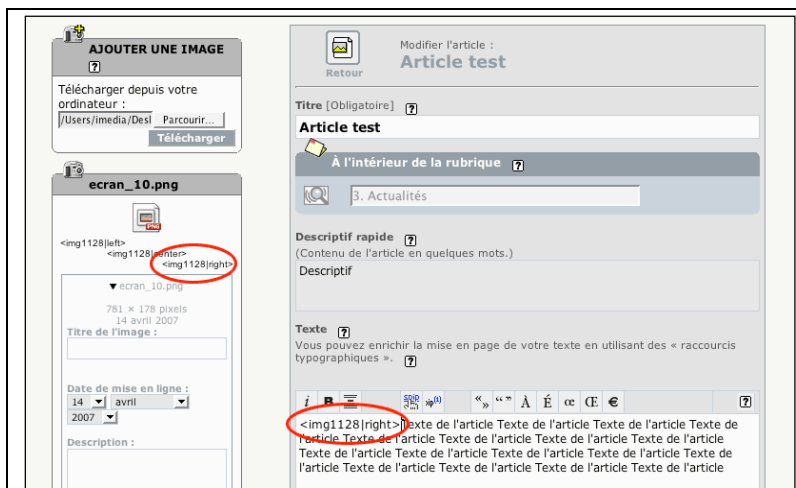 AJOUTER UNE IMAGE
?
Télécharger depuis votre
ordinateur :
/Users/imedia/Desl Parcourir...
Télécharger
ecran_10.png
PNG
<img1128|left>
<img1128|center>
<img1128|right>
▼ ecran_10.png
781 × 178 pixels
14 avril 2007
Titre de l'image :
Date de mise en ligne :
14 avril
2007
Description :
Modifier l'article :
Article test
Retour
Titre [Obligatoire] ?
Article test
À l'intérieur de la rubrique ?
3. Actualités
Descriptif rapide ?
(Contenu de l'article en quelques mots.)
Descriptif
Texte ?
Vous pouvez enrichir la mise en page de votre texte en utilisant des « raccourcis
typographiques ». ?
i B “ ” À É œ Œ € ?
<img1128|right>Texte de l'article Texte de l'article Texte de l'article Texte de
l'article Texte de l'article Texte de l'article Texte de l'article Texte de l'article
Texte de l'article Texte de l'article Texte de l'article Texte de l'article Texte de
l'article Texte de l'article Texte de l'article Texte de l'article Texte de l'article